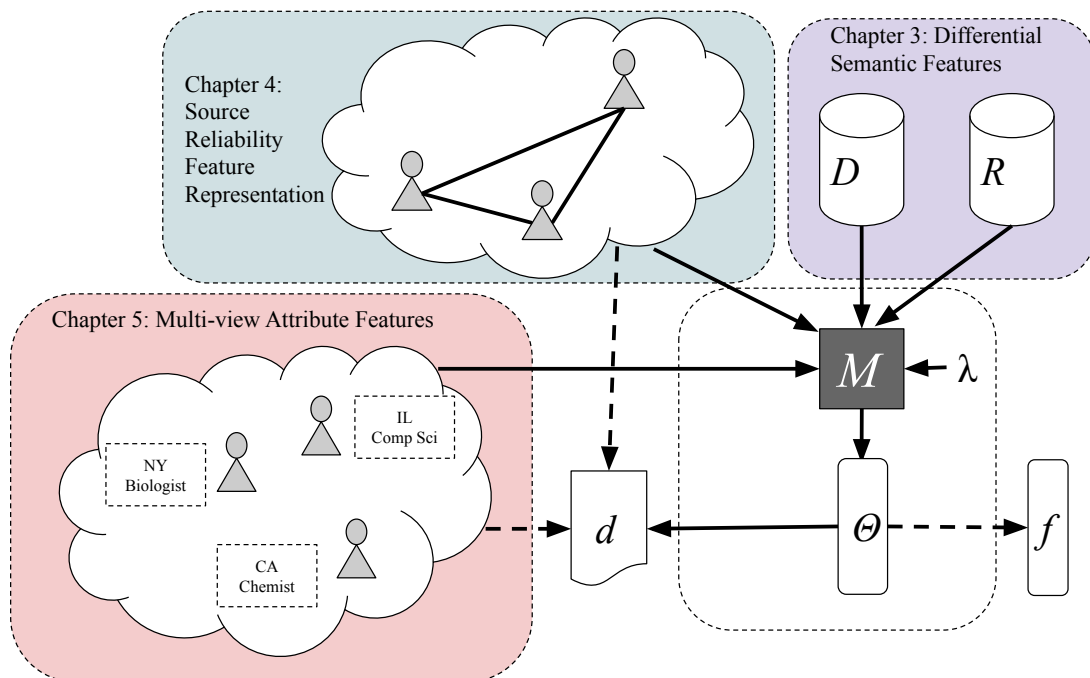 Chapter 4:
Source
Reliability
Feature
Representation
Chapter 3: Differential
Semantic Features
D
R
Chapter 5: Multi-view Attribute Features
IL
Comp Sci
NY
Biologist
CA
Chemist
M
λ
d
Θ
f